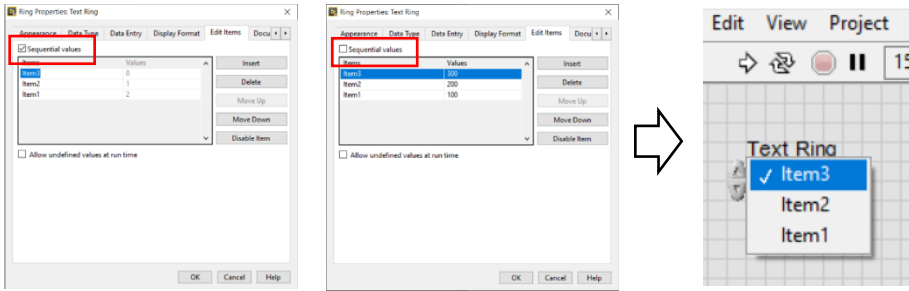 Ring Properties: Text Ring
Appearance Data Type Data Entry Display Format Edit Items Docu
Sequential values
Items Values
Item3 0
Item2 1
Item1 2
Insert
Delete
Move Up
Move Down
Disable Item
Allow undefined values at run time
OK Cancel Help
Ring Properties: Text Ring
Appearance Data Type Data Entry Display Format Edit Items Docu
Sequential values
Items Values
Item3 300
Item2 200
Item1 100
Insert
Delete
Move Up
Move Down
Disable Item
Allow undefined values at run time
OK Cancel Help
Edit View Project
15
Text Ring
✓ Item3
Item2
Item1